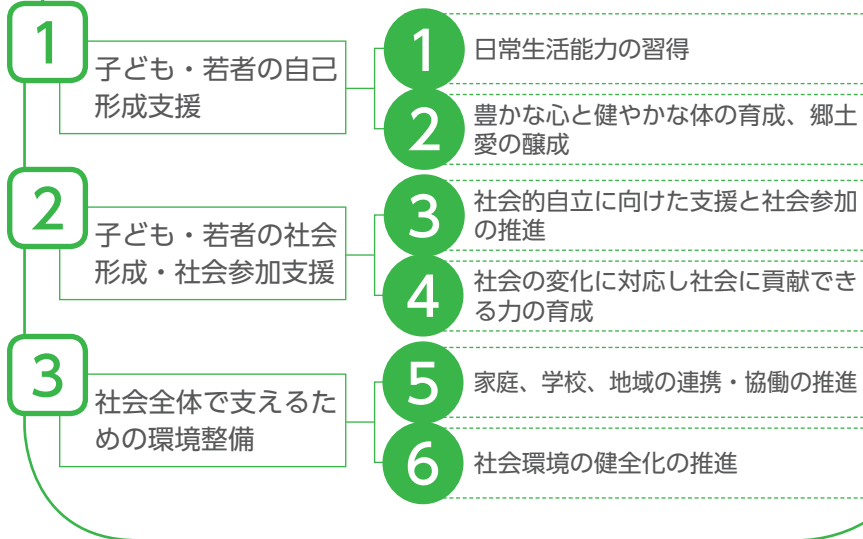 1
子ども・若者の自己
形成支援
1
日常生活能力の習得
2
豊かな心と健やかな体の育成、郷土
愛の醸成
2
子ども・若者の社会
形成・社会参加支援
3
社会的自立に向けた支援と社会参加
の推進
4
社会の変化に対応し社会に貢献でき
る力の育成
3
社会全体で支えるた
めの環境整備
5
家庭、学校、地域の連携・協働の推進
6
社会環境の健全化の推進